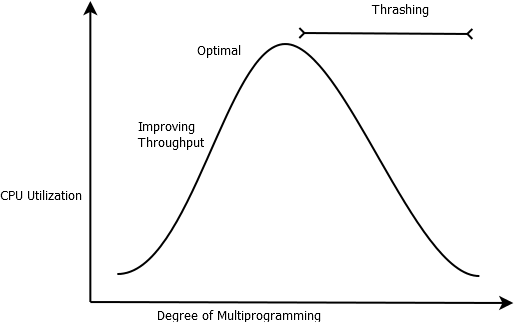 Thrashing
Optimal
Improving
Throughput
CPU Utilization
Degree of Multiprogramming